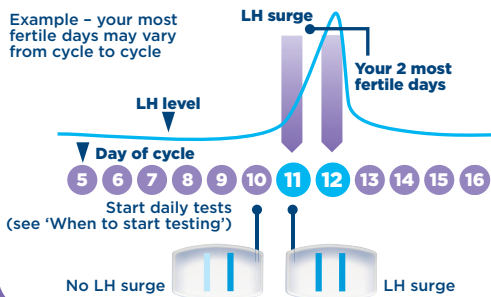 Example – your most
fertile days may vary
from cycle to cycle
LH surge
Your 2 most
fertile days
LH level
Day of cycle
5 6 7 8 9 10 11 12 13 14 15 16
Start daily tests
(see ‘When to start testing’)
No LH surge
LH surge